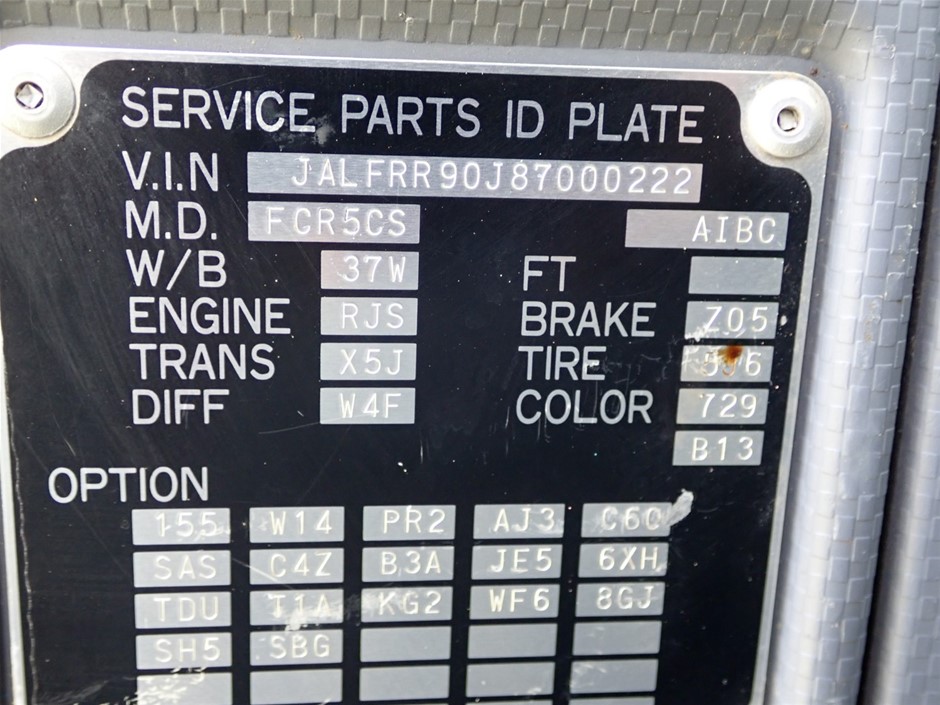 SERVICE PARTS ID PLATE
V.I.N JALFRR90J87000222
M.D. FCR5CS AIBC
W/B 37W FT
ENGINE RJS BRAKE Z05
TRANS X5J TIRE
DIFF W4F COLOR 729
B13
OPTION
155 W14 PR2 AJ3 C6C
SAS C4Z B3A JE5 6XH
TDU T1A KG2 WF6 8GJ
SH5 SBG